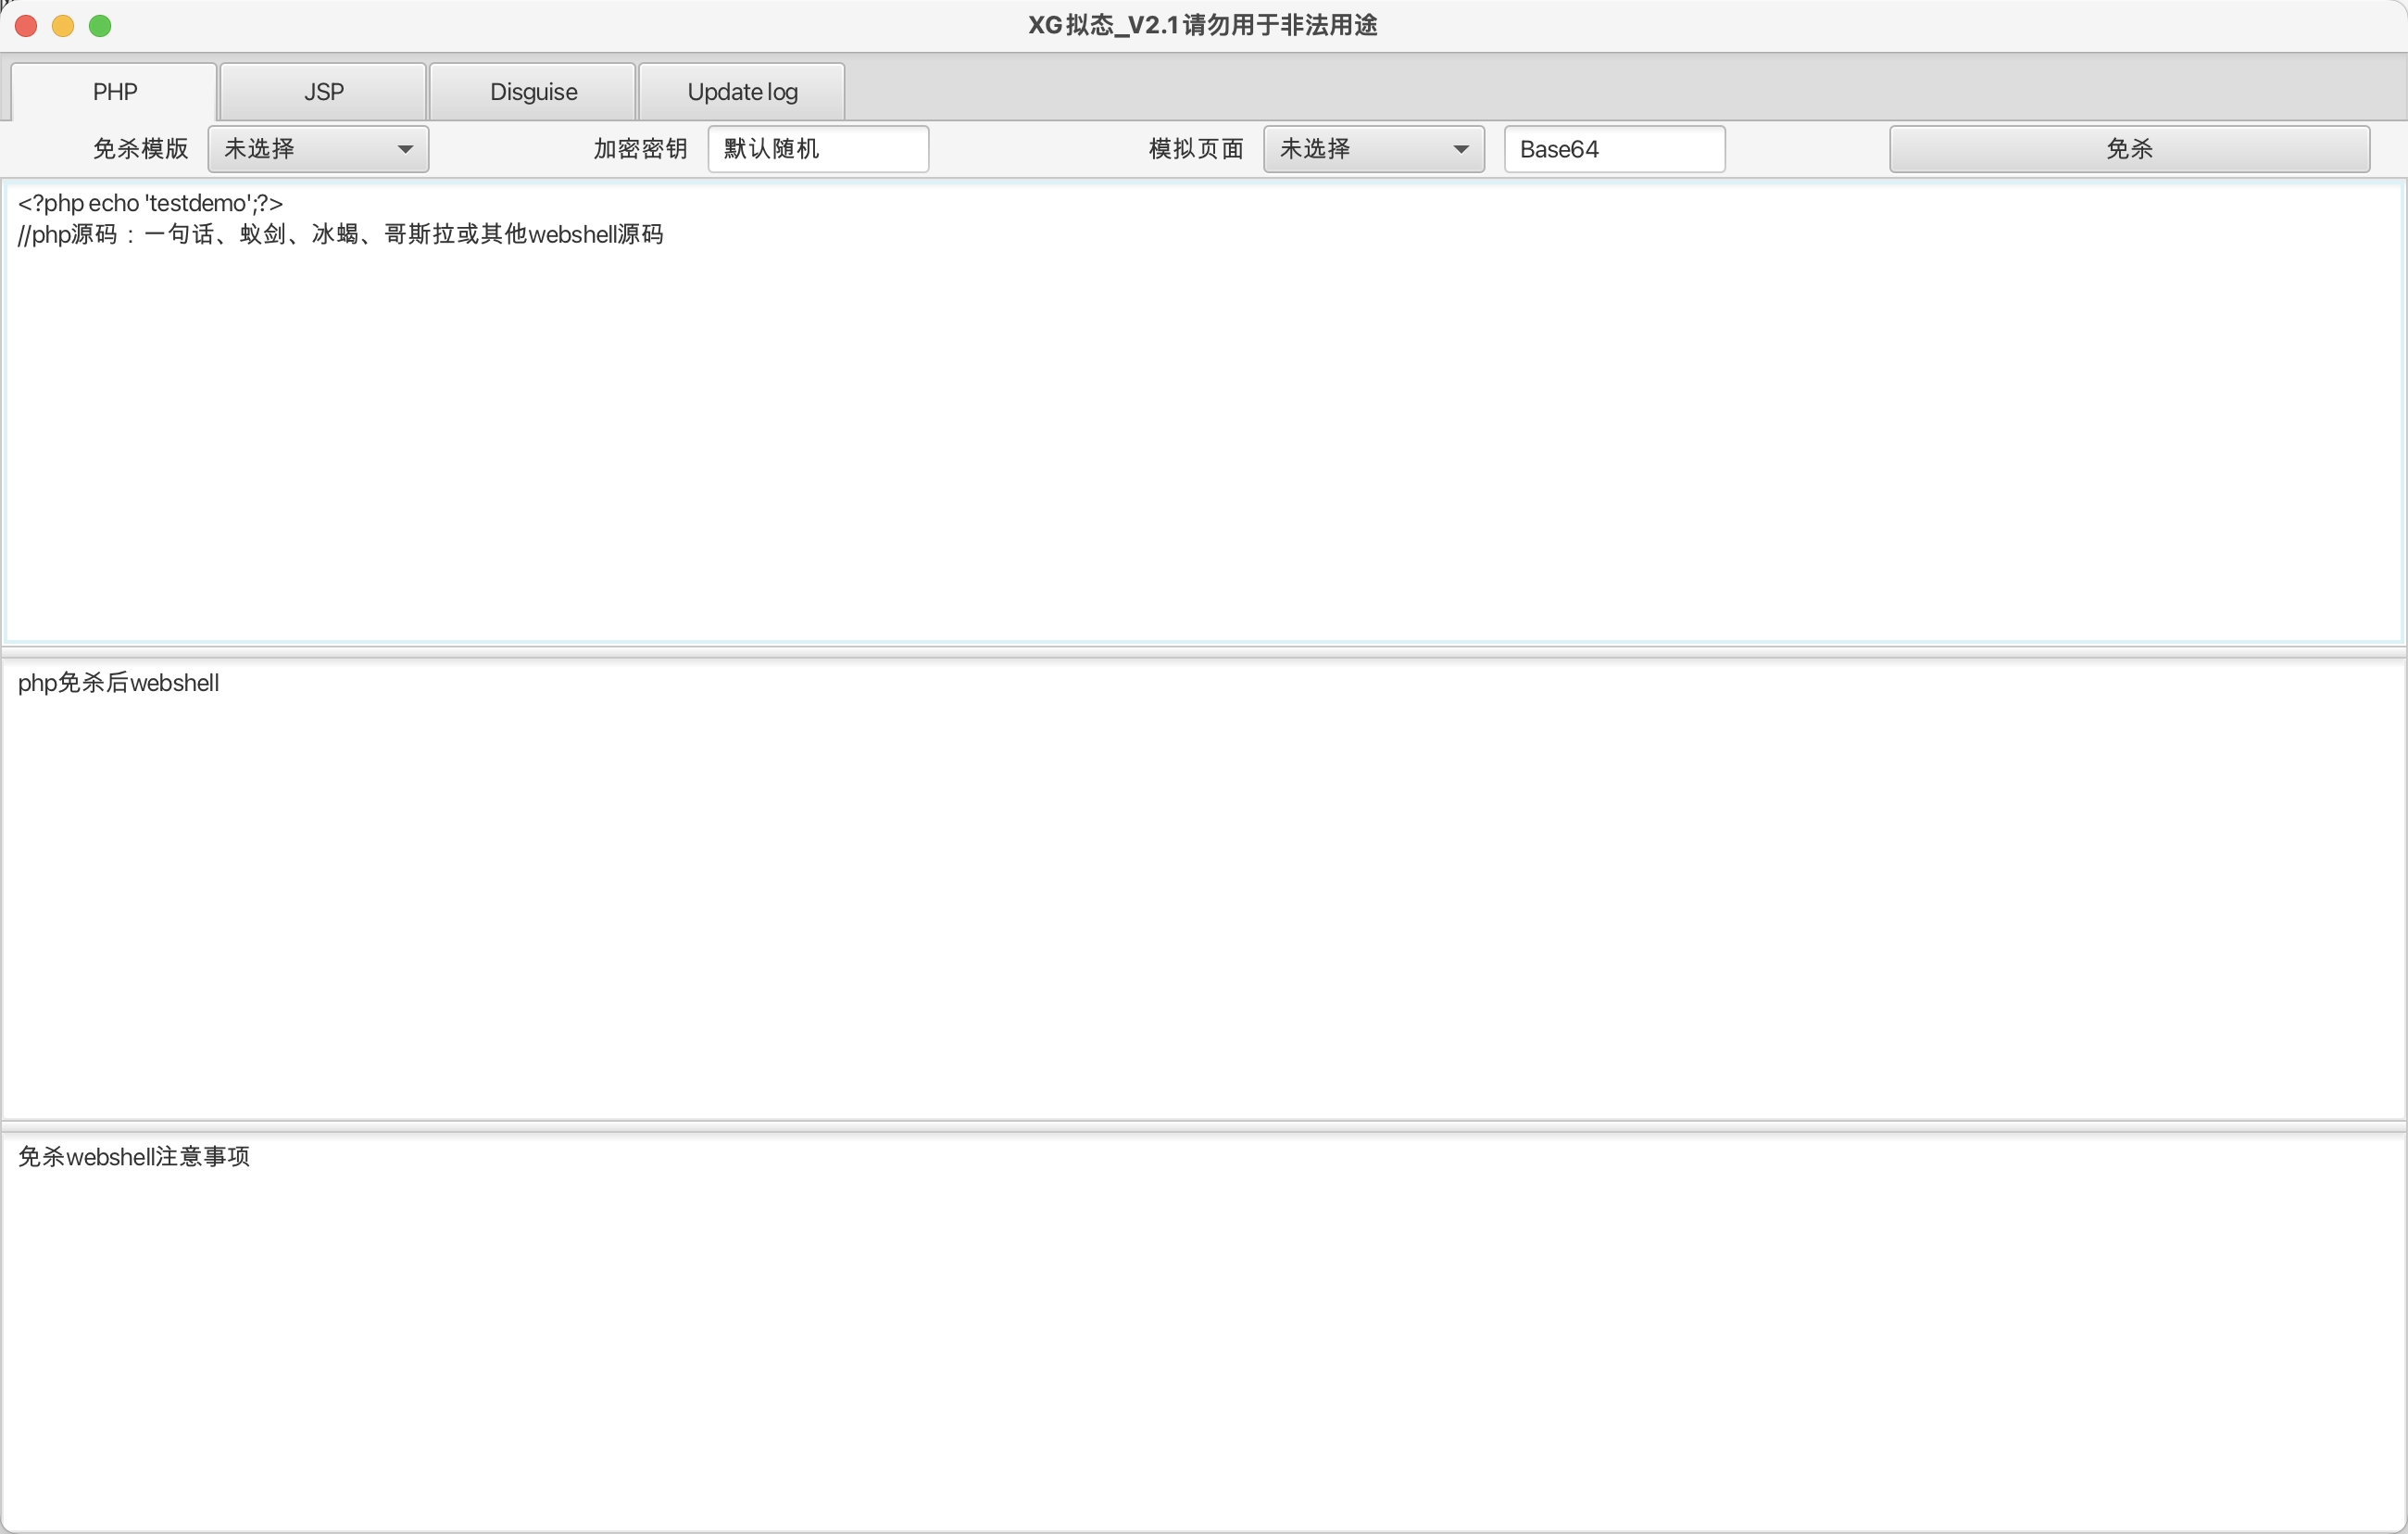 XG拟态_V2.1请勿用于非法用途
PHP JSP Disguise Update log
免杀模版 未选择 加密密钥 默认随机 模拟页面 未选择 Base64 免杀
<?php echo 'testdemo';?>
//php源码：一句话、蚁剑、冰蝎、哥斯拉或其他webshell源码
php免杀后webshell
免杀webshell注意事项